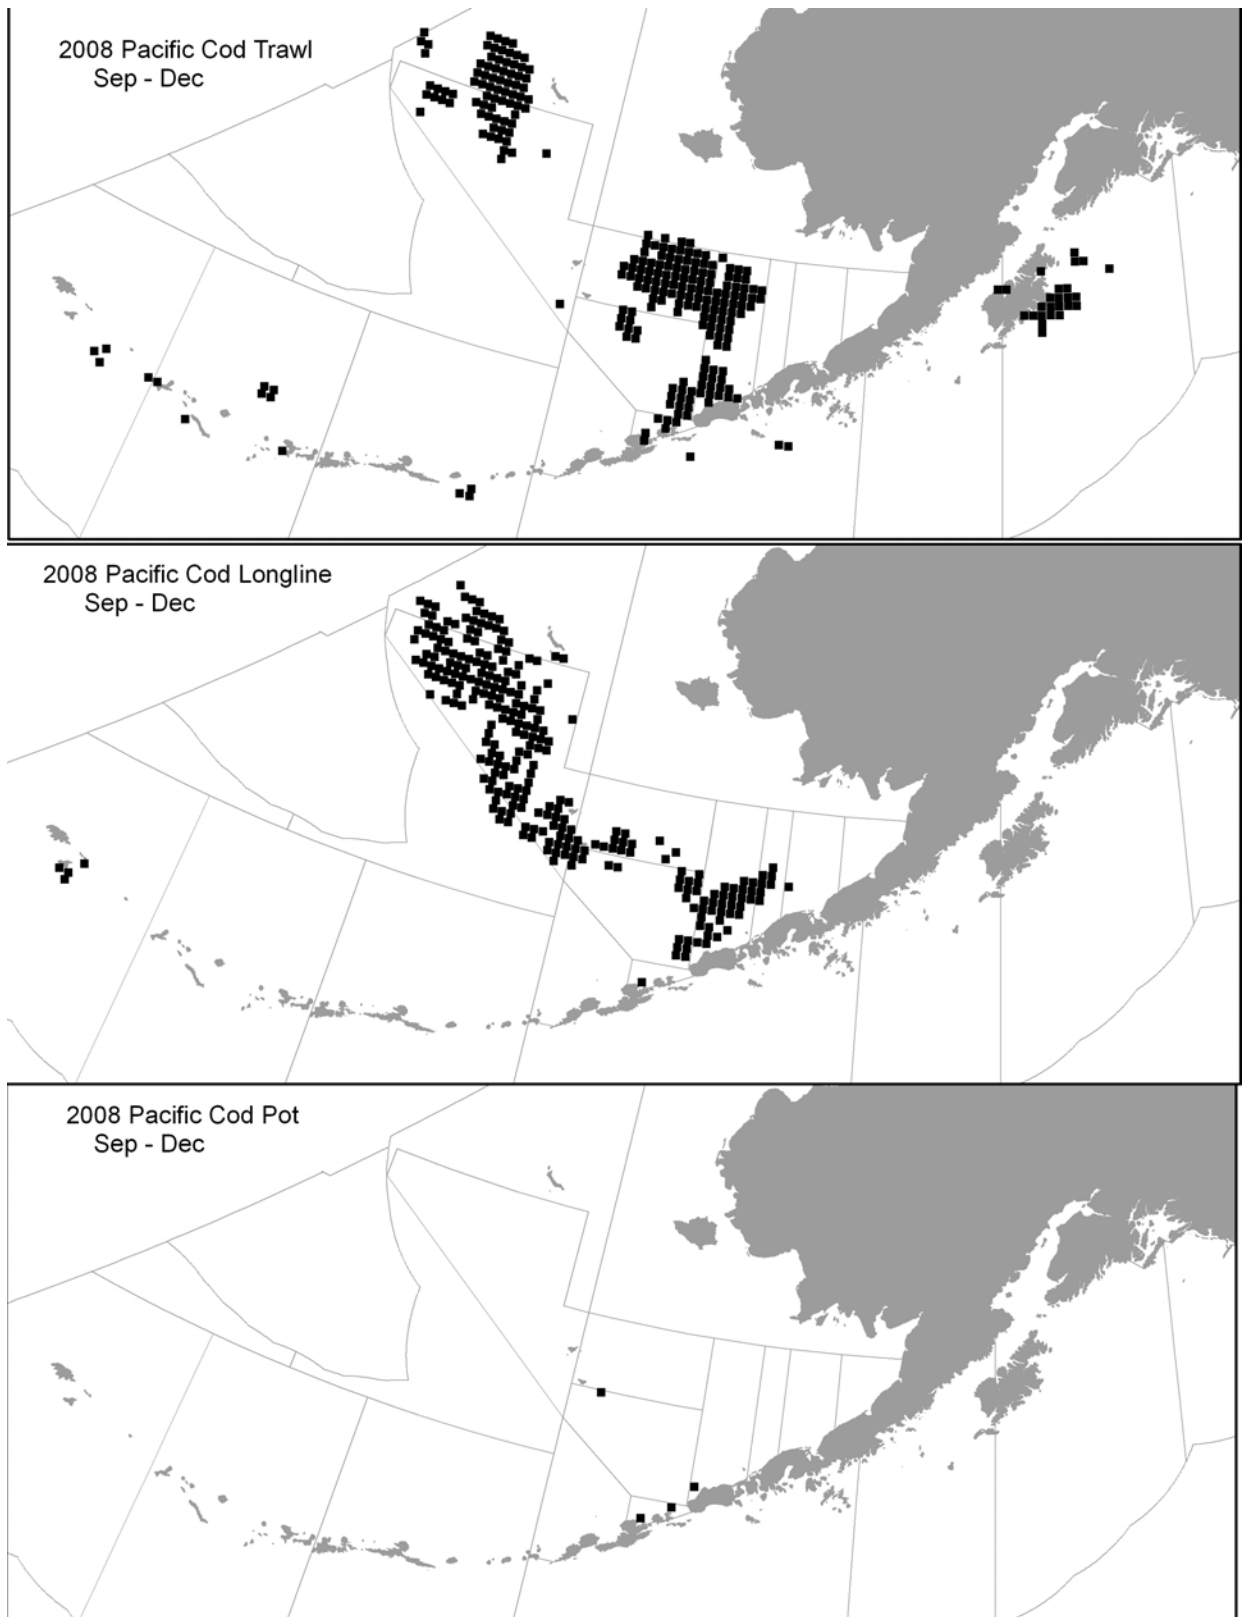 2008 Pacific Cod Trawl
Sep - Dec
2008 Pacific Cod Longline
Sep - Dec
2008 Pacific Cod Pot
Sep - Dec